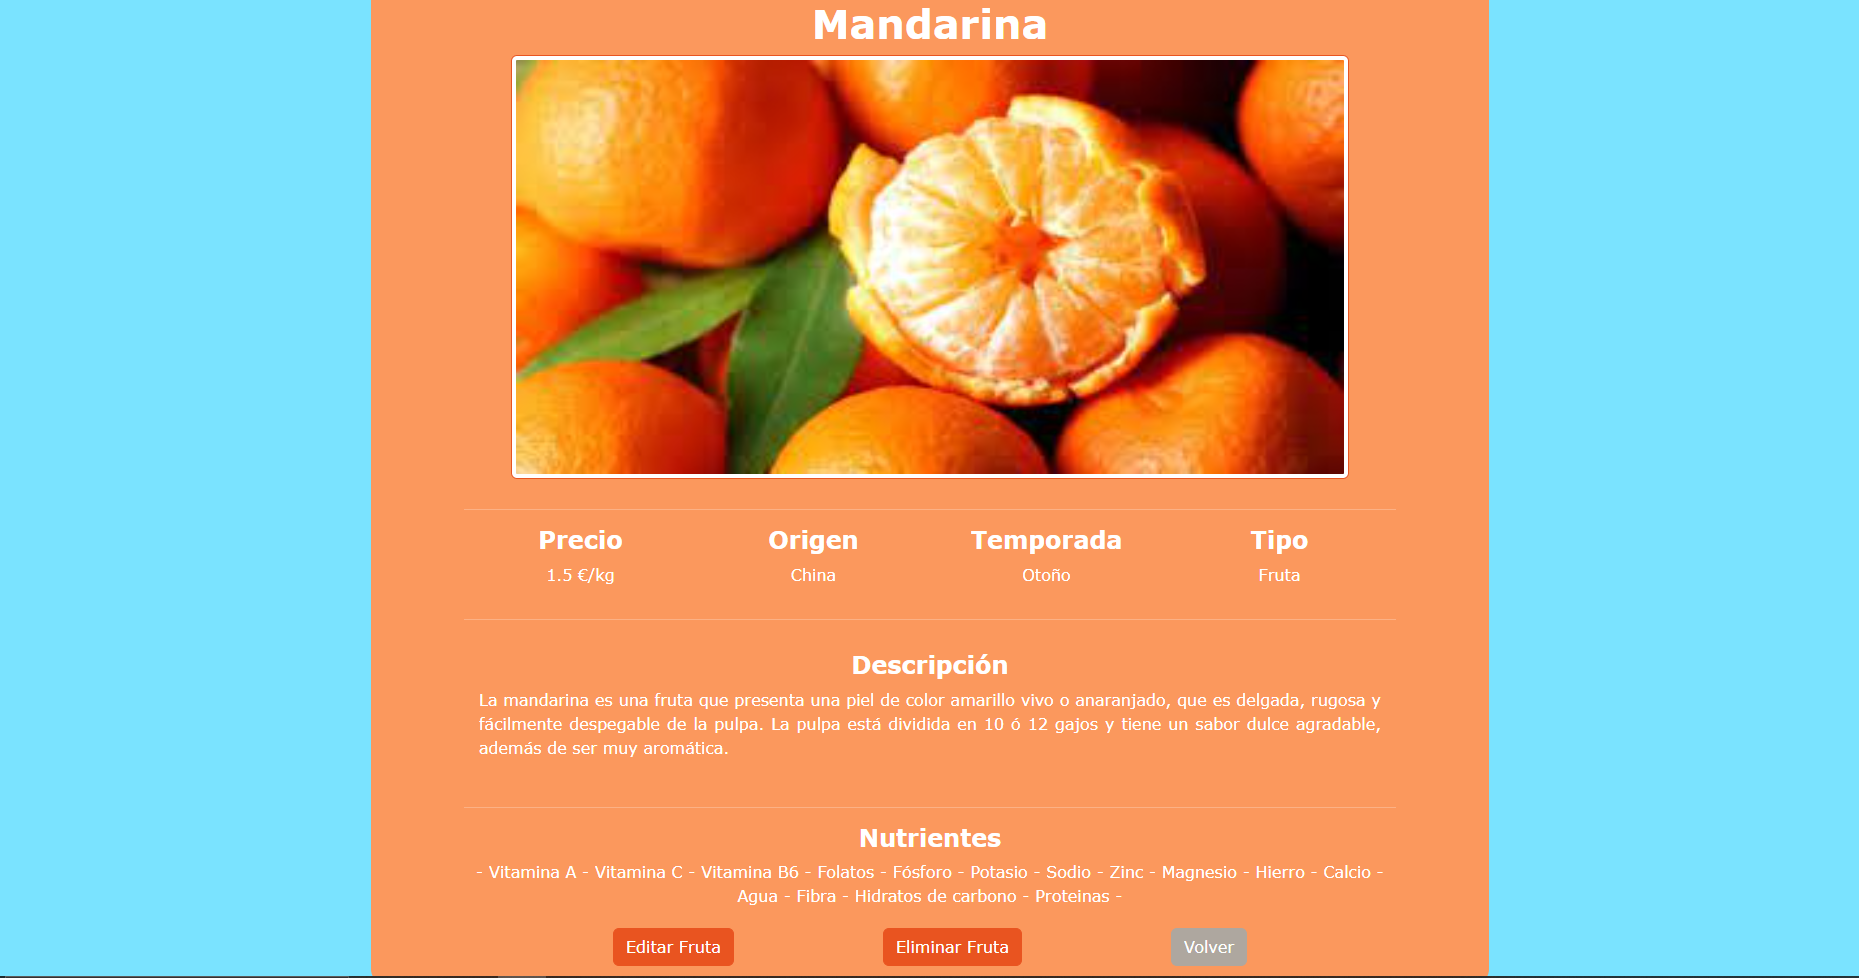 Mandarina
Precio Origen Temporada Tipo
1.5 €/kg China Otoño Fruta
Descripción
La mandarina es una fruta que presenta una piel de color amarillo vivo o anaranjado, que es delgada, rugosa y
fácilmente despegable de la pulpa. La pulpa está dividida en 10 ó 12 gajos y tiene un sabor dulce agradable,
además de ser muy aromática.
Nutrientes
- Vitamina A - Vitamina C - Vitamina B6 - Folatos - Fósforo - Potasio - Sodio - Zinc - Magnesio - Hierro - Calcio -
Agua - Fibra - Hidratos de carbono - Proteinas -
Editar Fruta Eliminar Fruta Volver